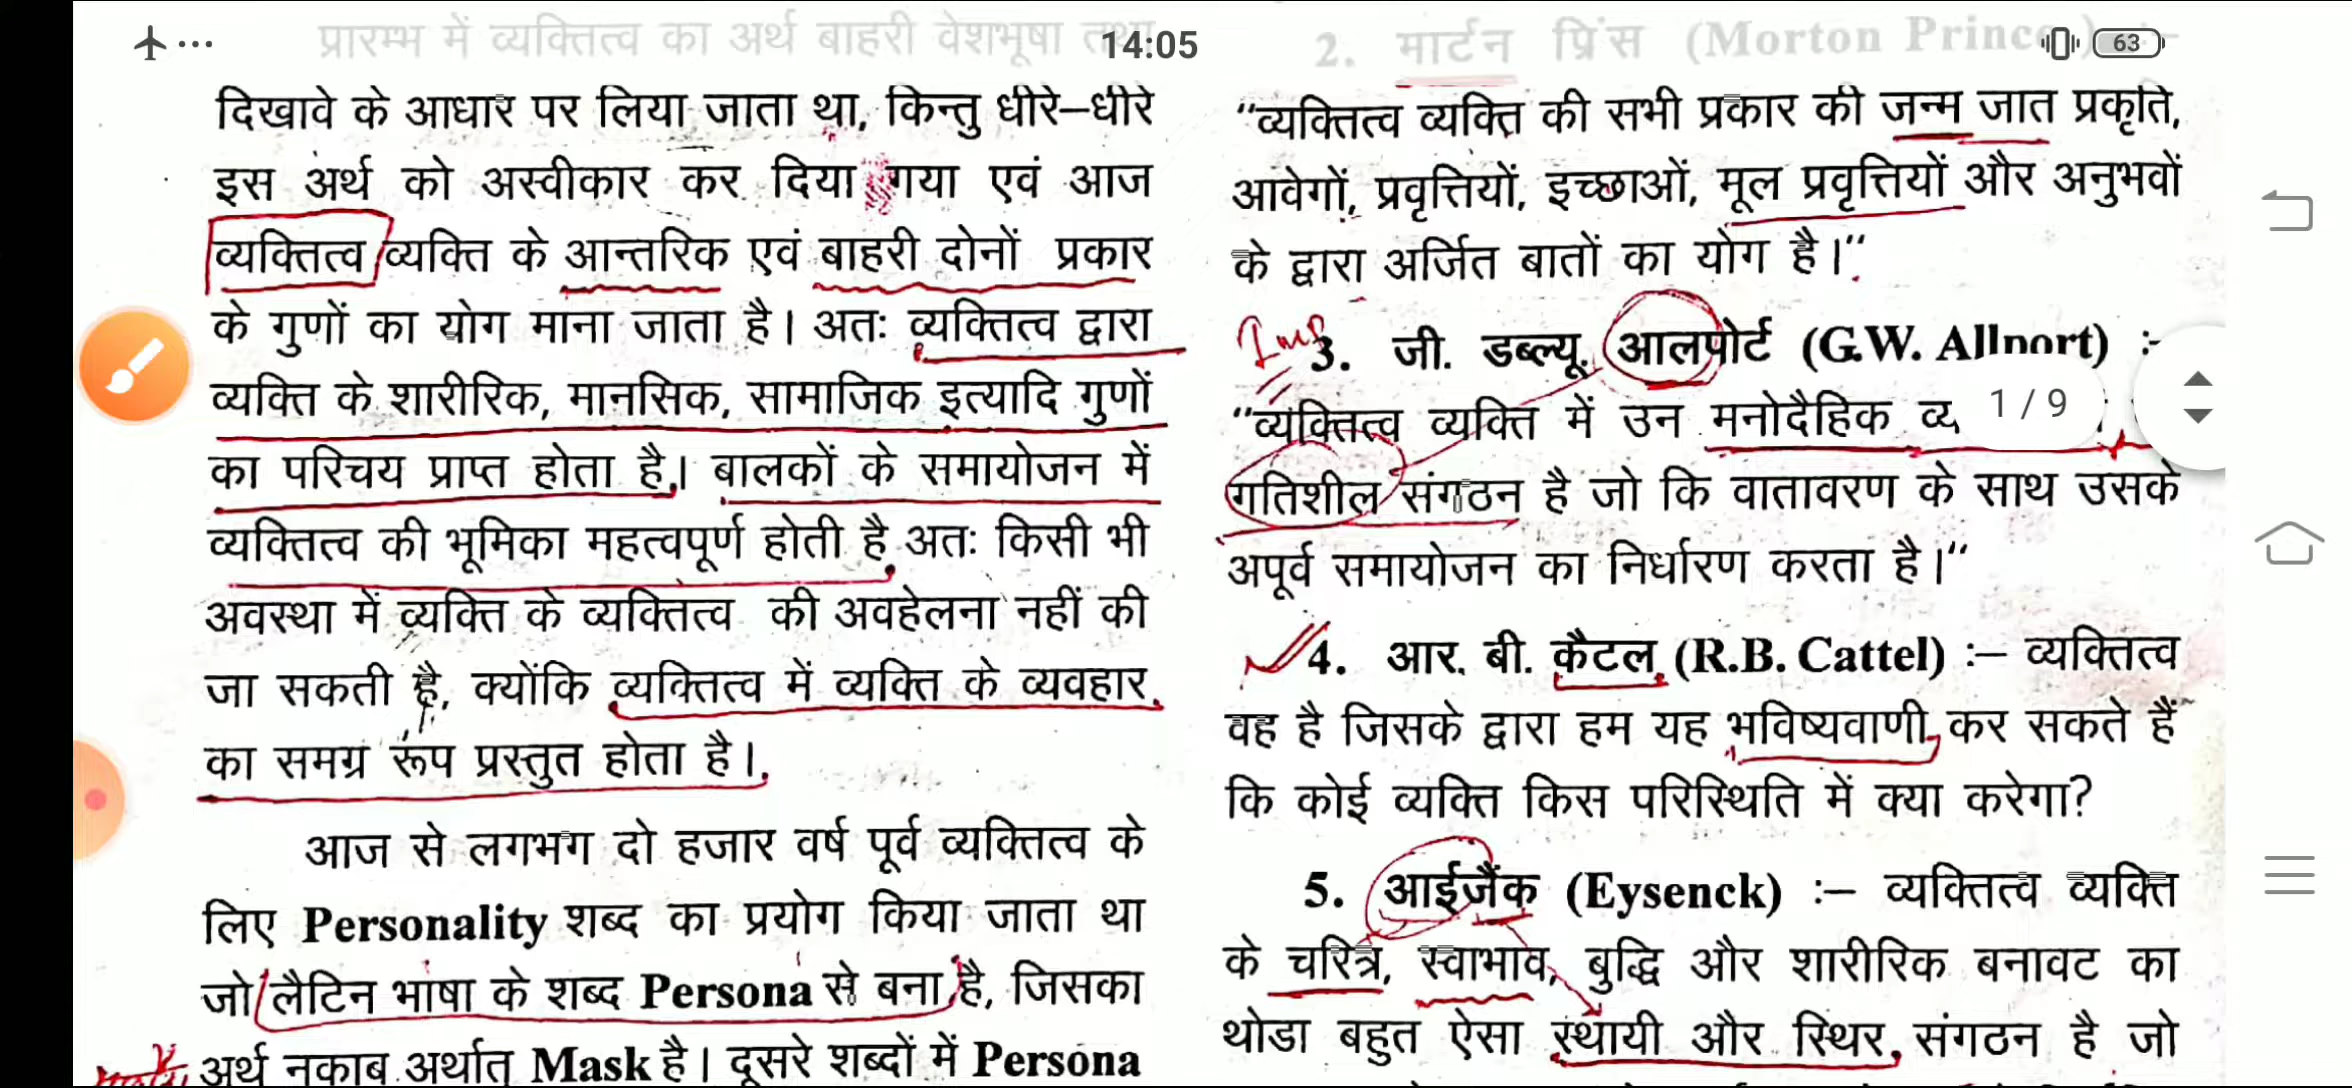 14:05
63
प्रारम्भ में व्यक्तित्व का अर्थ बाहरी वेशभूषा तथा
दिखावे के आधार पर लिया जाता था, किन्तु धीरे–धीरे
इस अर्थ को अस्वीकार कर दिया गया एवं आज
व्यक्तित्व व्यक्ति के आन्तरिक एवं बाहरी दोनों प्रकार
के गुणों का योग माना जाता है। अतः व्यक्तित्व द्वारा
व्यक्ति के शारीरिक, मानसिक, सामाजिक इत्यादि गुणों
का परिचय प्राप्त होता है। बालकों के समायोजन में
व्यक्तित्व की भूमिका महत्वपूर्ण होती है अतः किसी भी
अवस्था में व्यक्ति के व्यक्तित्व की अवहेलना नहीं की
जा सकती है, क्योंकि व्यक्तित्व में व्यक्ति के व्यवहार
का समग्र रूप प्रस्तुत होता है।
आज से लगभग दो हजार वर्ष पूर्व व्यक्तित्व के
लिए Personality शब्द का प्रयोग किया जाता था
जो लैटिन भाषा के शब्द Persona से बना है, जिसका
अर्थ नकाब अर्थात् Mask है। दूसरे शब्दों में Persona
2. मार्टन प्रिंस (Morton Prince) :-
“व्यक्तित्व व्यक्ति की सभी प्रकार की जन्म जात प्रकृति,
आवेगों, प्रवृत्तियों, इच्छाओं, मूल प्रवृत्तियों और अनुभवों
के द्वारा अर्जित बातों का योग है।“
Imp
3. जी. डब्ल्यू. आलपोर्ट (G.W. Allport) :-
“व्यक्तित्व व्यक्ति में उन मनोदैहिक
1 / 9
गतिशील संगठन है जो कि वातावरण के साथ उसके
अपूर्व समायोजन का निर्धारण करता है।“
4. आर. बी. कैटल (R.B. Cattel) :– व्यक्तित्व
वह है जिसके द्वारा हम यह भविष्यवाणी कर सकते हैं
कि कोई व्यक्ति किस परिस्थिति में क्या करेगा?
5. आईजैंक (Eysenck) :– व्यक्तित्व व्यक्ति
के चरित्र, स्वाभाव, बुद्धि और शारीरिक बनावट का
थोडा बहुत ऐसा स्थायी और स्थिर संगठन है जो